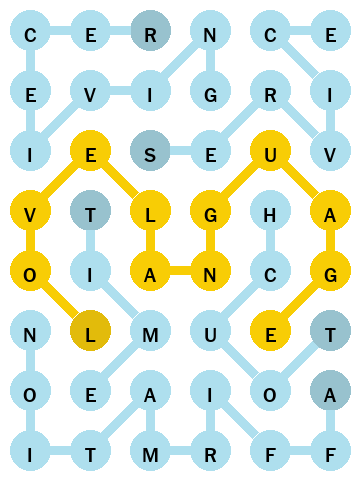 C E R N C E
E V I G R I
I E S E U V
V T L G H A
O I A N C G
N L M U E T
O E A I O A
I T M R F F